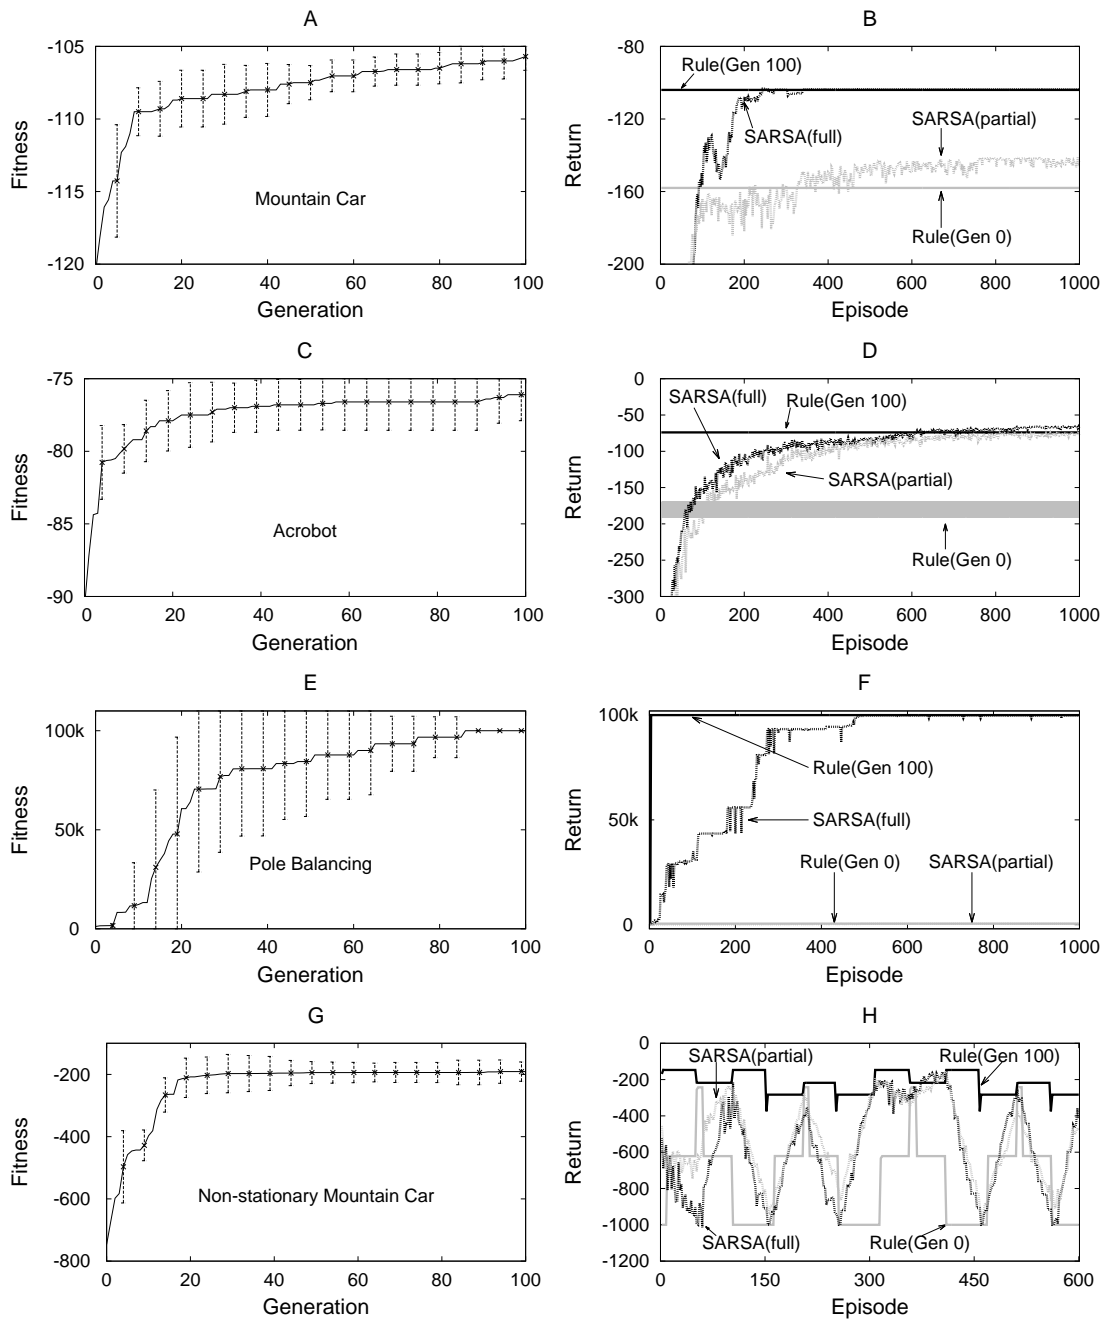 A
-105
-110
-115
-120
Fitness
Mountain Car
0 20 40 60 80 100
Generation
B
-80
-120
-160
-200
Return
Rule(Gen 100)
SARSA(full)
SARSA(partial)
Rule(Gen 0)
0 200 400 600 800 1000
Episode
C
-75
-80
-85
-90
Fitness
Acrobot
0 20 40 60 80 100
Generation
D
0
-50
-100
-150
-200
-250
-300
Return
SARSA(full)
Rule(Gen 100)
SARSA(partial)
Rule(Gen 0)
0 200 400 600 800 1000
Episode
E
100k
50k
0
Fitness
Pole Balancing
0 20 40 60 80 100
Generation
F
100k
50k
0
Return
Rule(Gen 100)
SARSA(full)
Rule(Gen 0)
SARSA(partial)
0 200 400 600 800 1000
Episode
G
-200
-400
-600
-800
Fitness
Non-stationary Mountain Car
0 20 40 60 80 100
Generation
H
0
-200
-400
-600
-800
-1000
-1200
Return
SARSA(partial)
Rule(Gen 100)
SARSA(full)
Rule(Gen 0)
0 150 300 450 600
Episode